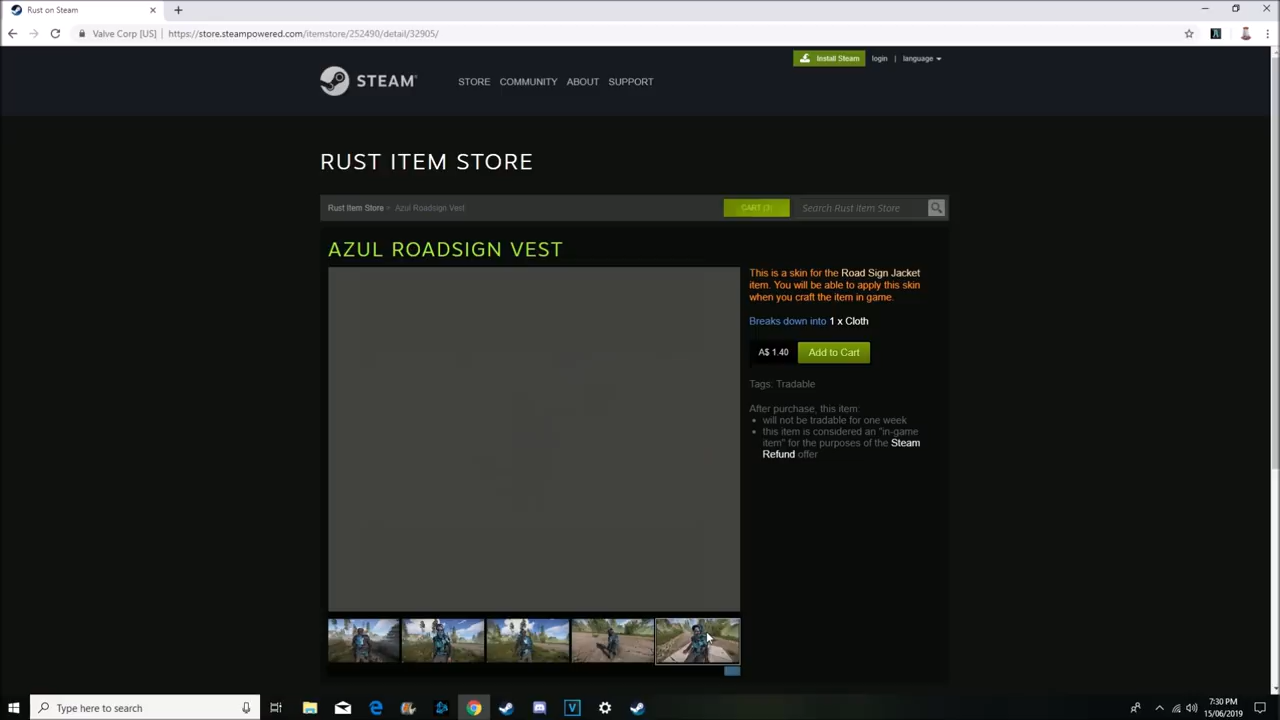 Rust on Steam
Valve Corp [US]
https://store.steampowered.com/itemstore/252490/detail/32905/
Install Steam
login
|
language
STEAM
STORE
COMMUNITY
ABOUT
SUPPORT
RUST ITEM STORE
Rust Item Store » Azul Roadsign Vest
CART (3)
Search Rust Item Store
AZUL ROADSIGN VEST
This is a skin for the Road Sign Jacket
item. You will be able to apply this skin
when you craft the item in game.
Breaks down into 1 x Cloth
A$ 1.40
Add to Cart
Tags: Tradable
After purchase, this item:
• will not be tradable for one week
• this item is considered an "in-game
item" for the purposes of the Steam
Refund offer
Type here to search
7:30 PM
15/06/2019